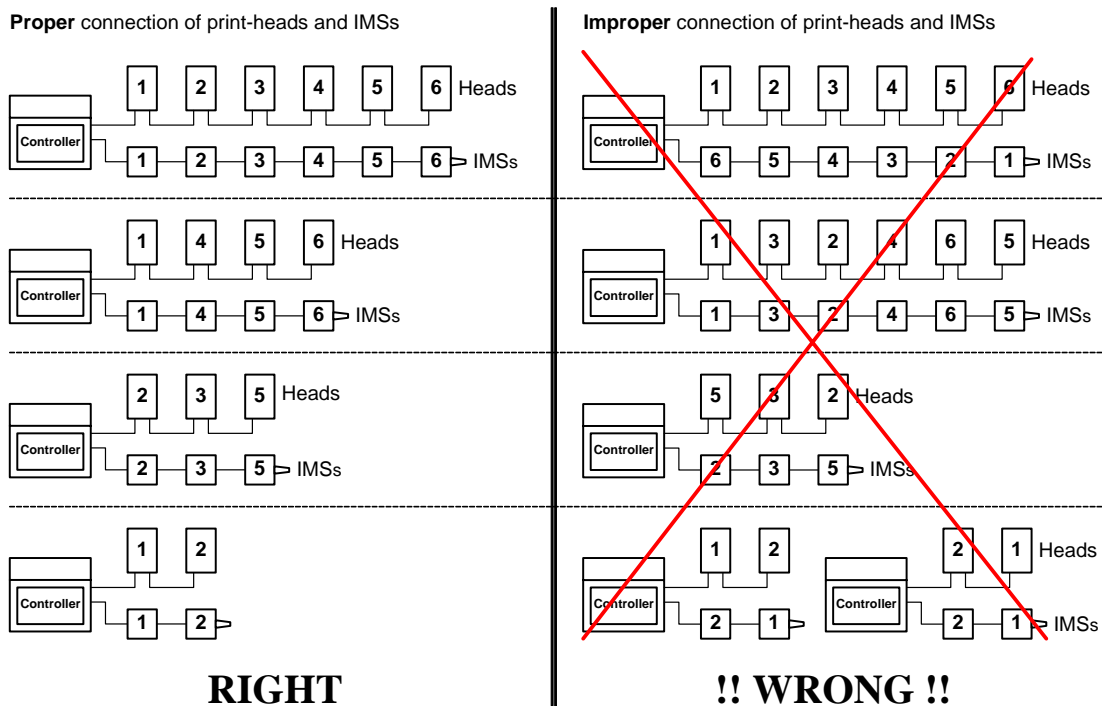 Proper connection of print-heads and IMSs
1 2 3 4 5 6 Heads
Controller
1 2 3 4 5 6 IMSs
1 4 5 6 Heads
Controller
1 4 5 6 IMSs
2 3 5 Heads
Controller
2 3 5 IMSs
1 2
Controller
1 2
RIGHT
Improper connection of print-heads and IMSs
1 2 3 4 5 6 Heads
Controller
6 5 4 3 2 1 IMSs
1 3 2 4 6 5 Heads
Controller
1 3 2 4 6 5 IMSs
5 3 2 Heads
Controller
2 3 5 IMSs
1 2 2 1 Heads
Controller Controller
2 1 2 1 IMSs
!! WRONG !!